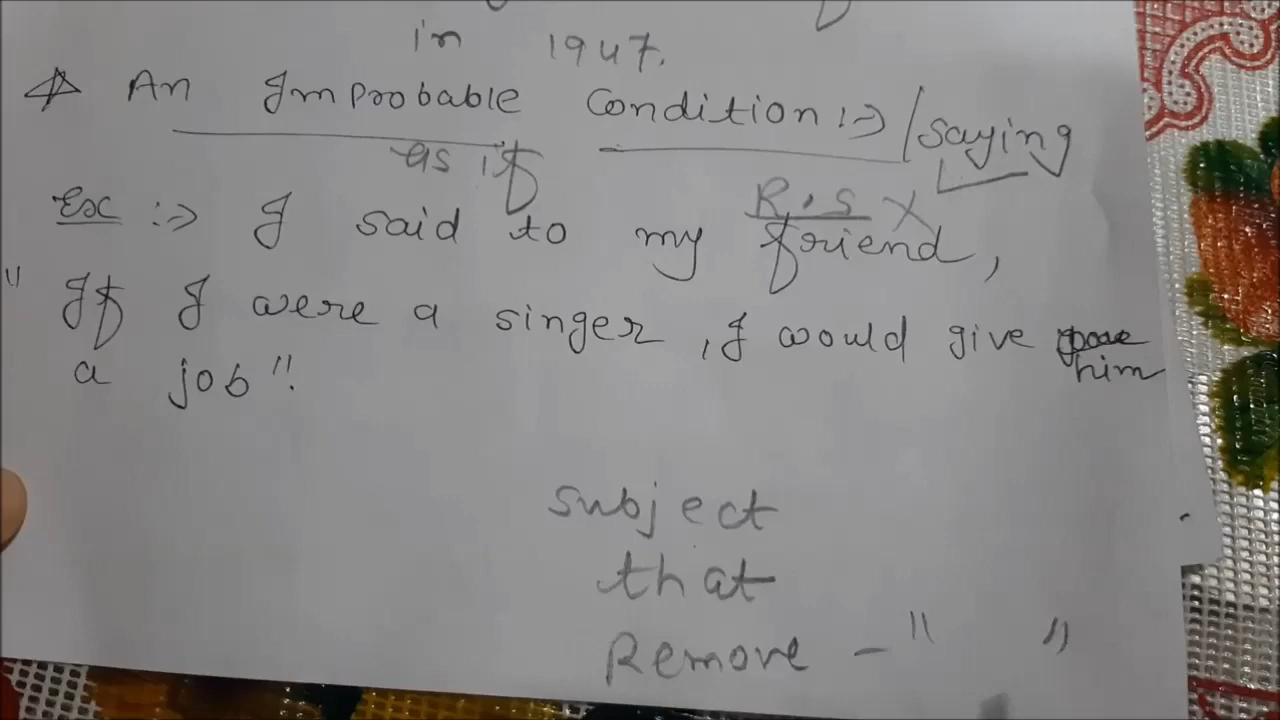 in 1947.
☆ An Improbable Condition :→ / saying
as if
R.S X
Ex :→ I said to my friend,
"If I were a singer, I would give him
a job".
subject
that
Remove - " "